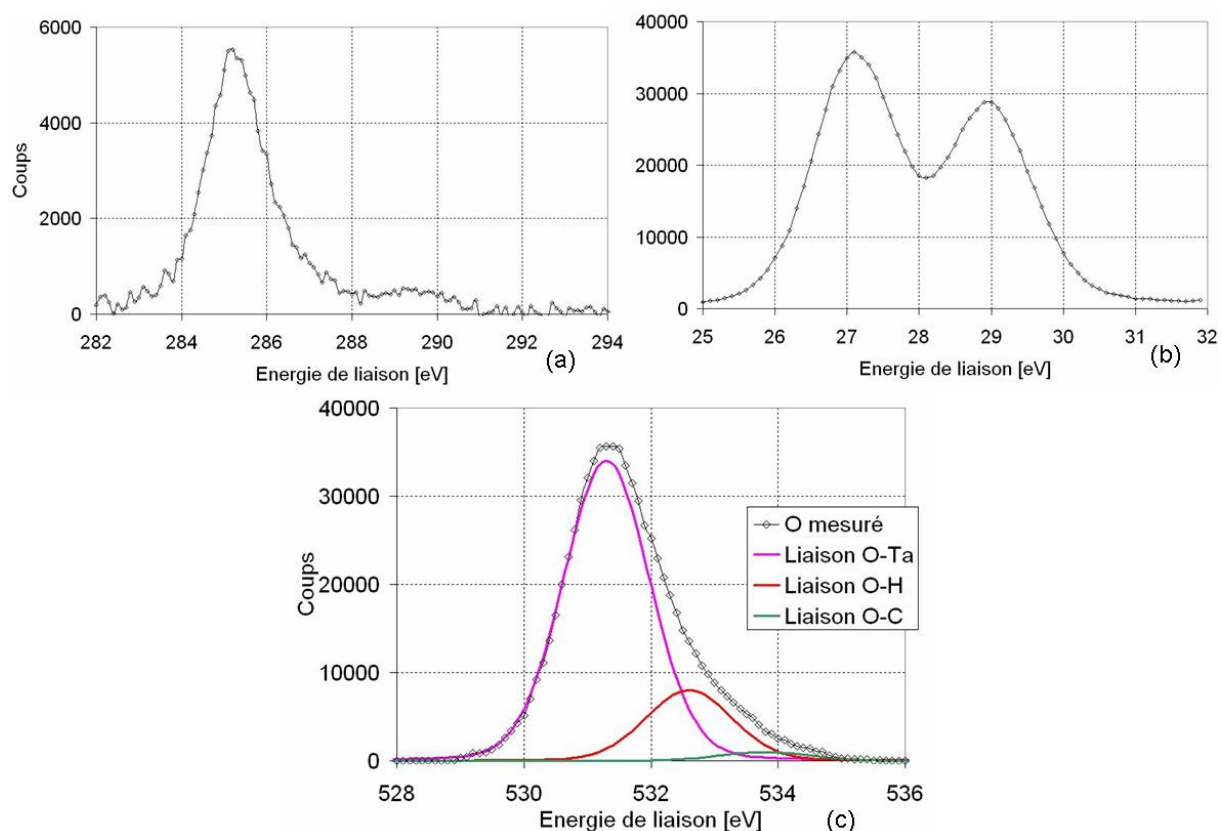 6000
4000
2000
0
Coups
282 284 286 288 290 292 294
Energie de liaison [eV]
(a)
40000
30000
20000
10000
0
25 26 27 28 29 30 31 32
Energie de liaison [eV]
(b)
40000
30000
20000
10000
0
Coups
O mesuré
Liaison O-Ta
Liaison O-H
Liaison O-C
528 530 532 534 536
Energie de liaison [eV]
(c)